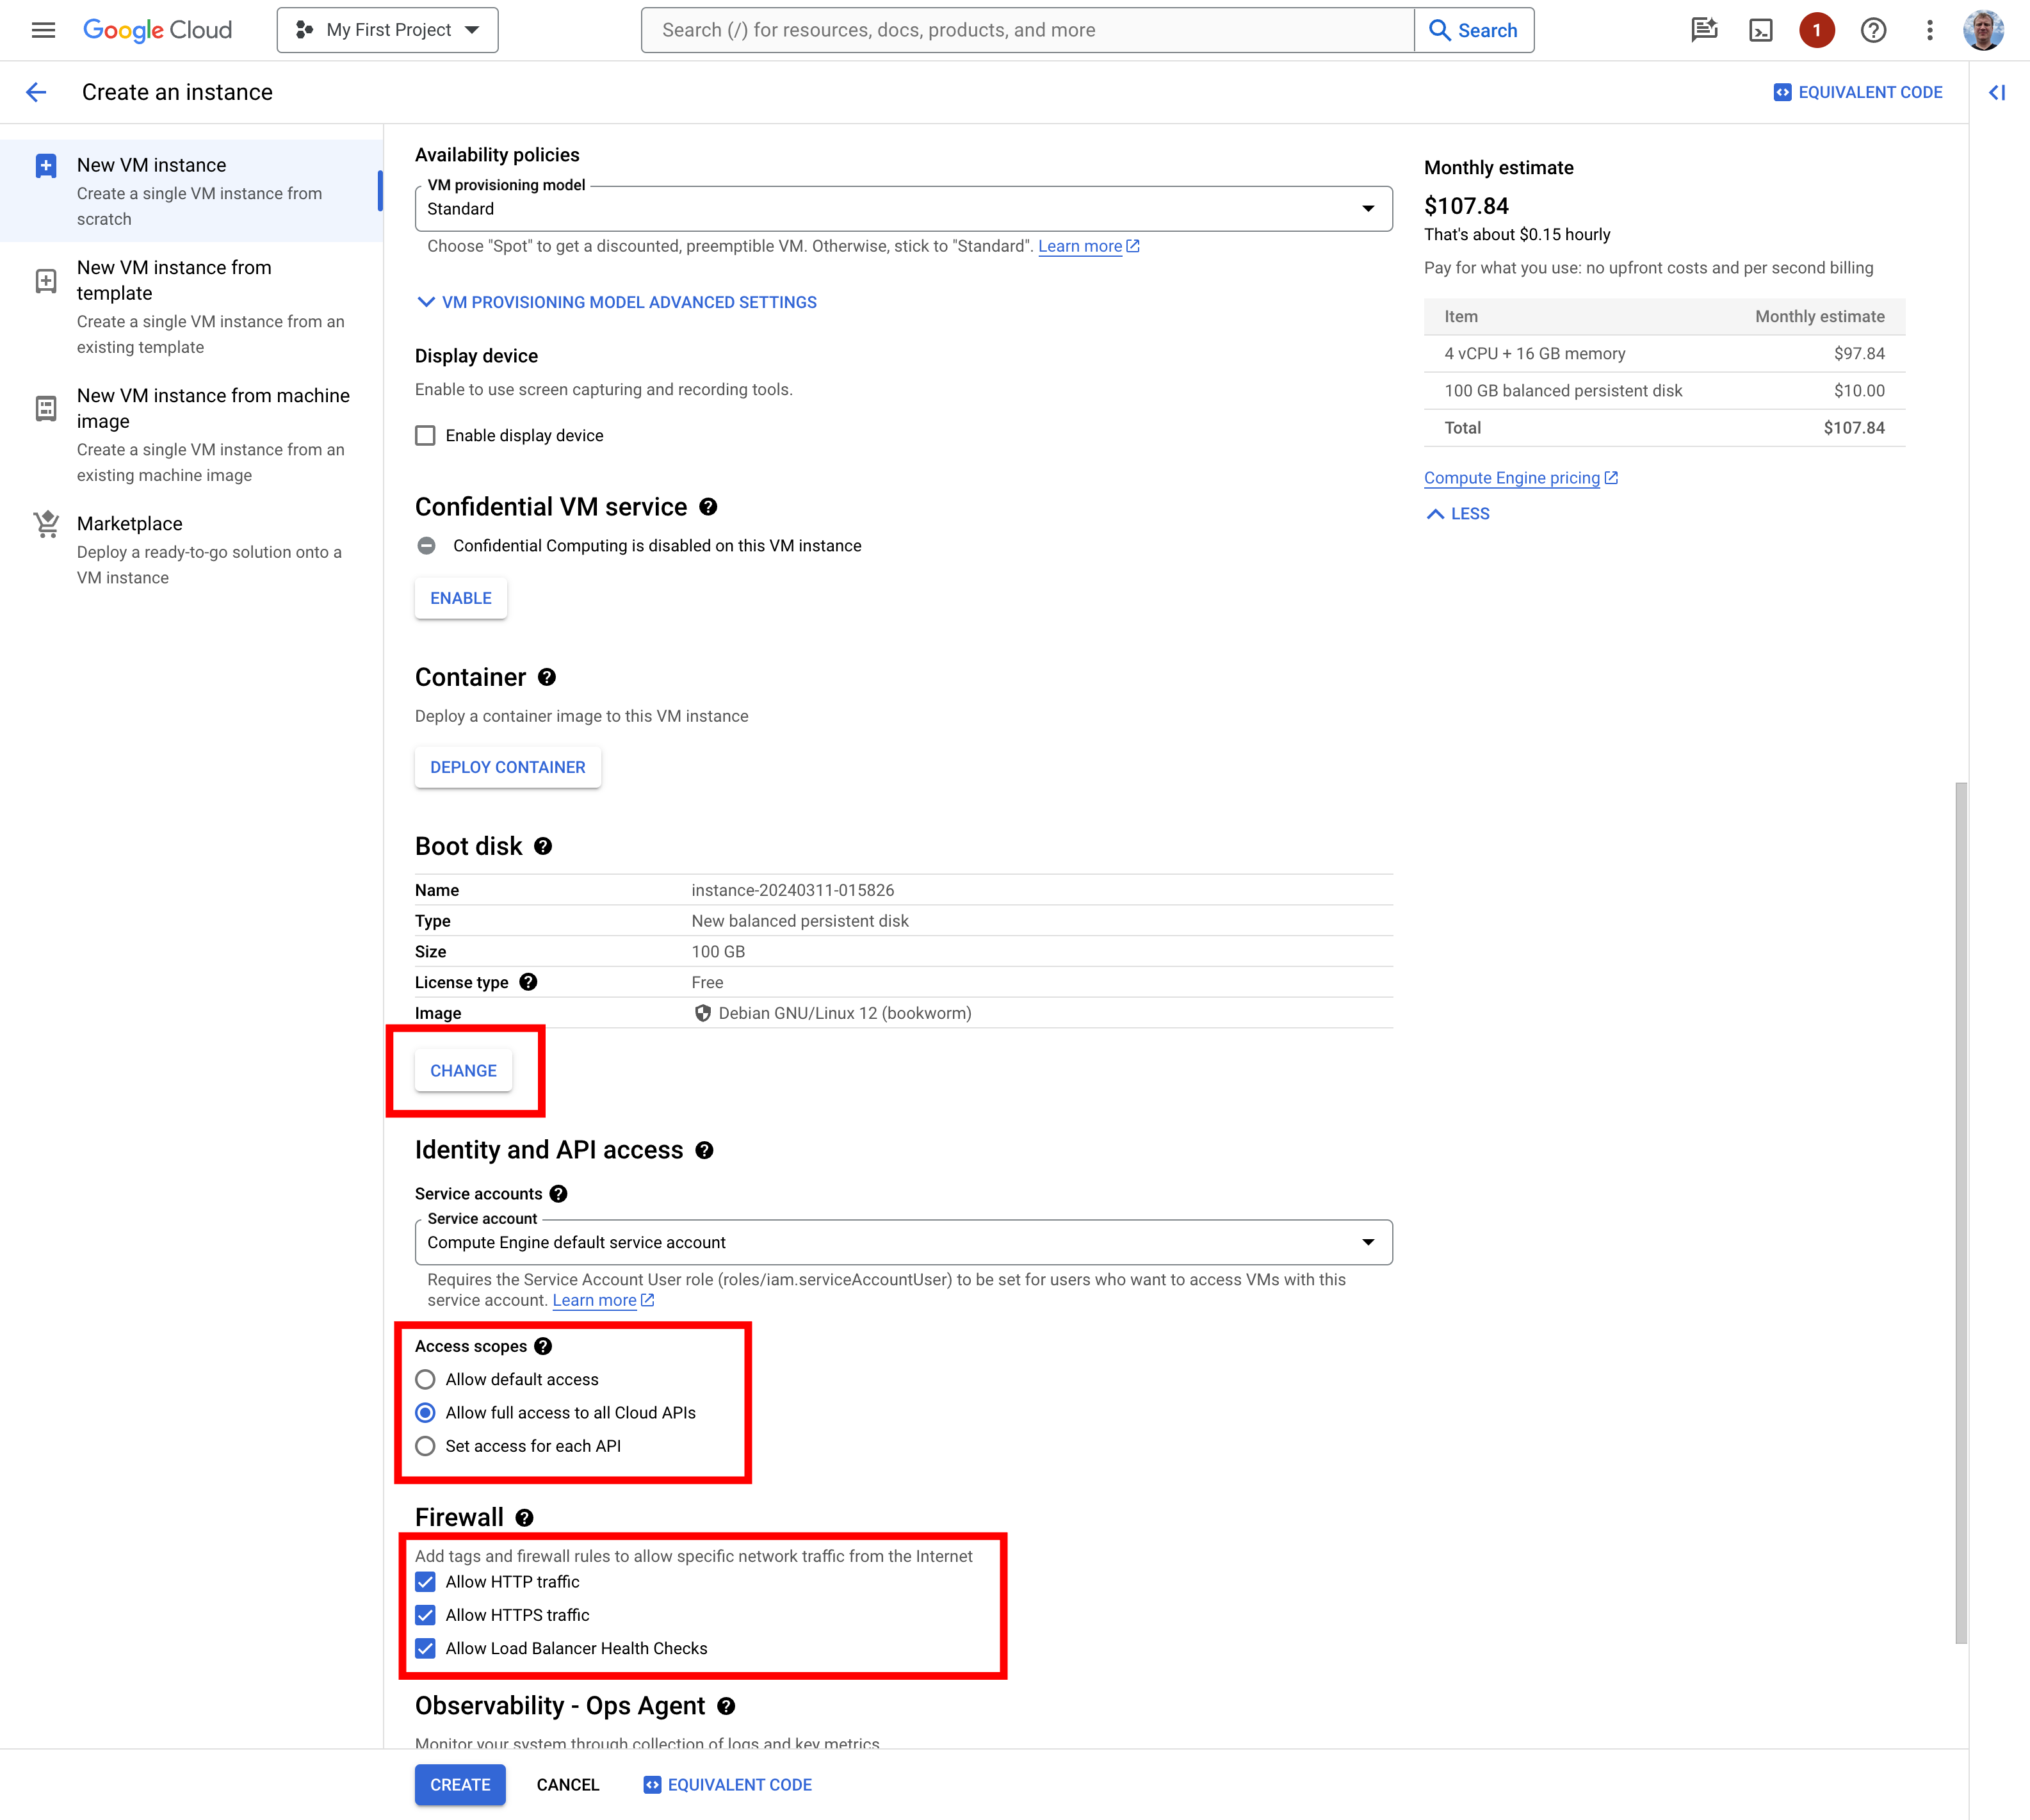 Google Cloud
My First Project
Search (/) for resources, docs, products, and more
Search
1
Create an instance
EQUIVALENT CODE
New VM instance
Create a single VM instance from
scratch
New VM instance from
template
Create a single VM instance from an
existing template
New VM instance from machine
image
Create a single VM instance from an
existing machine image
Marketplace
Deploy a ready-to-go solution onto a
VM instance
Availability policies
VM provisioning model
Standard
Choose "Spot" to get a discounted, preemptible VM. Otherwise, stick to "Standard". Learn more
VM PROVISIONING MODEL ADVANCED SETTINGS
Display device
Enable to use screen capturing and recording tools.
Enable display device
Confidential VM service
Confidential Computing is disabled on this VM instance
ENABLE
Container
Deploy a container image to this VM instance
DEPLOY CONTAINER
Boot disk
Name instance-20240311-015826
Type New balanced persistent disk
Size 100 GB
License type Free
Image Debian GNU/Linux 12 (bookworm)
CHANGE
Identity and API access
Service accounts
Service account
Compute Engine default service account
Requires the Service Account User role (roles/iam.serviceAccountUser) to be set for users who want to access VMs with this
service account. Learn more
Access scopes
Allow default access
Allow full access to all Cloud APIs
Set access for each API
Firewall
Add tags and firewall rules to allow specific network traffic from the Internet
Allow HTTP traffic
Allow HTTPS traffic
Allow Load Balancer Health Checks
Observability - Ops Agent
Monitor your system through collection of logs and key metrics
CREATE
CANCEL
EQUIVALENT CODE
Monthly estimate
$107.84
That's about $0.15 hourly
Pay for what you use: no upfront costs and per second billing
Item Monthly estimate
4 vCPU + 16 GB memory $97.84
100 GB balanced persistent disk $10.00
Total $107.84
Compute Engine pricing
LESS